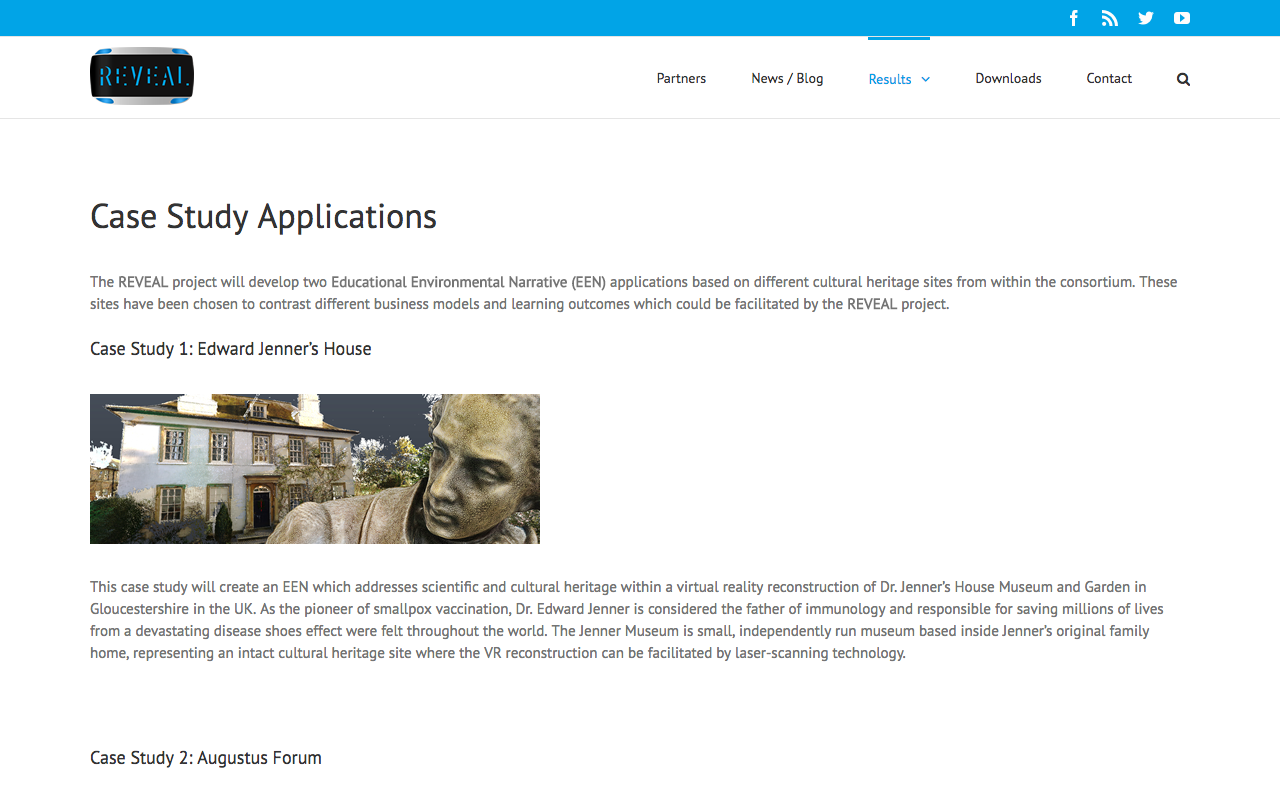 REVEAL
Partners
News / Blog
Results
Downloads
Contact
Case Study Applications
The REVEAL project will develop two Educational Environmental Narrative (EEN) applications based on different cultural heritage sites from within the consortium. These
sites have been chosen to contrast different business models and learning outcomes which could be facilitated by the REVEAL project.
Case Study 1: Edward Jenner’s House
This case study will create an EEN which addresses scientific and cultural heritage within a virtual reality reconstruction of Dr. Jenner’s House Museum and Garden in
Gloucestershire in the UK. As the pioneer of smallpox vaccination, Dr. Edward Jenner is considered the father of immunology and responsible for saving millions of lives
from a devastating disease shoes effect were felt throughout the world. The Jenner Museum is small, independently run museum based inside Jenner’s original family
home, representing an intact cultural heritage site where the VR reconstruction can be facilitated by laser-scanning technology.
Case Study 2: Augustus Forum